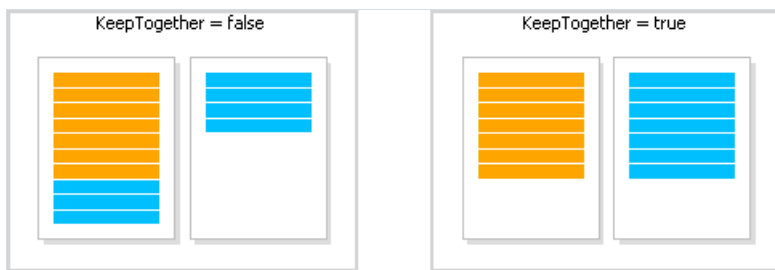 KeepTogether = false
KeepTogether = true